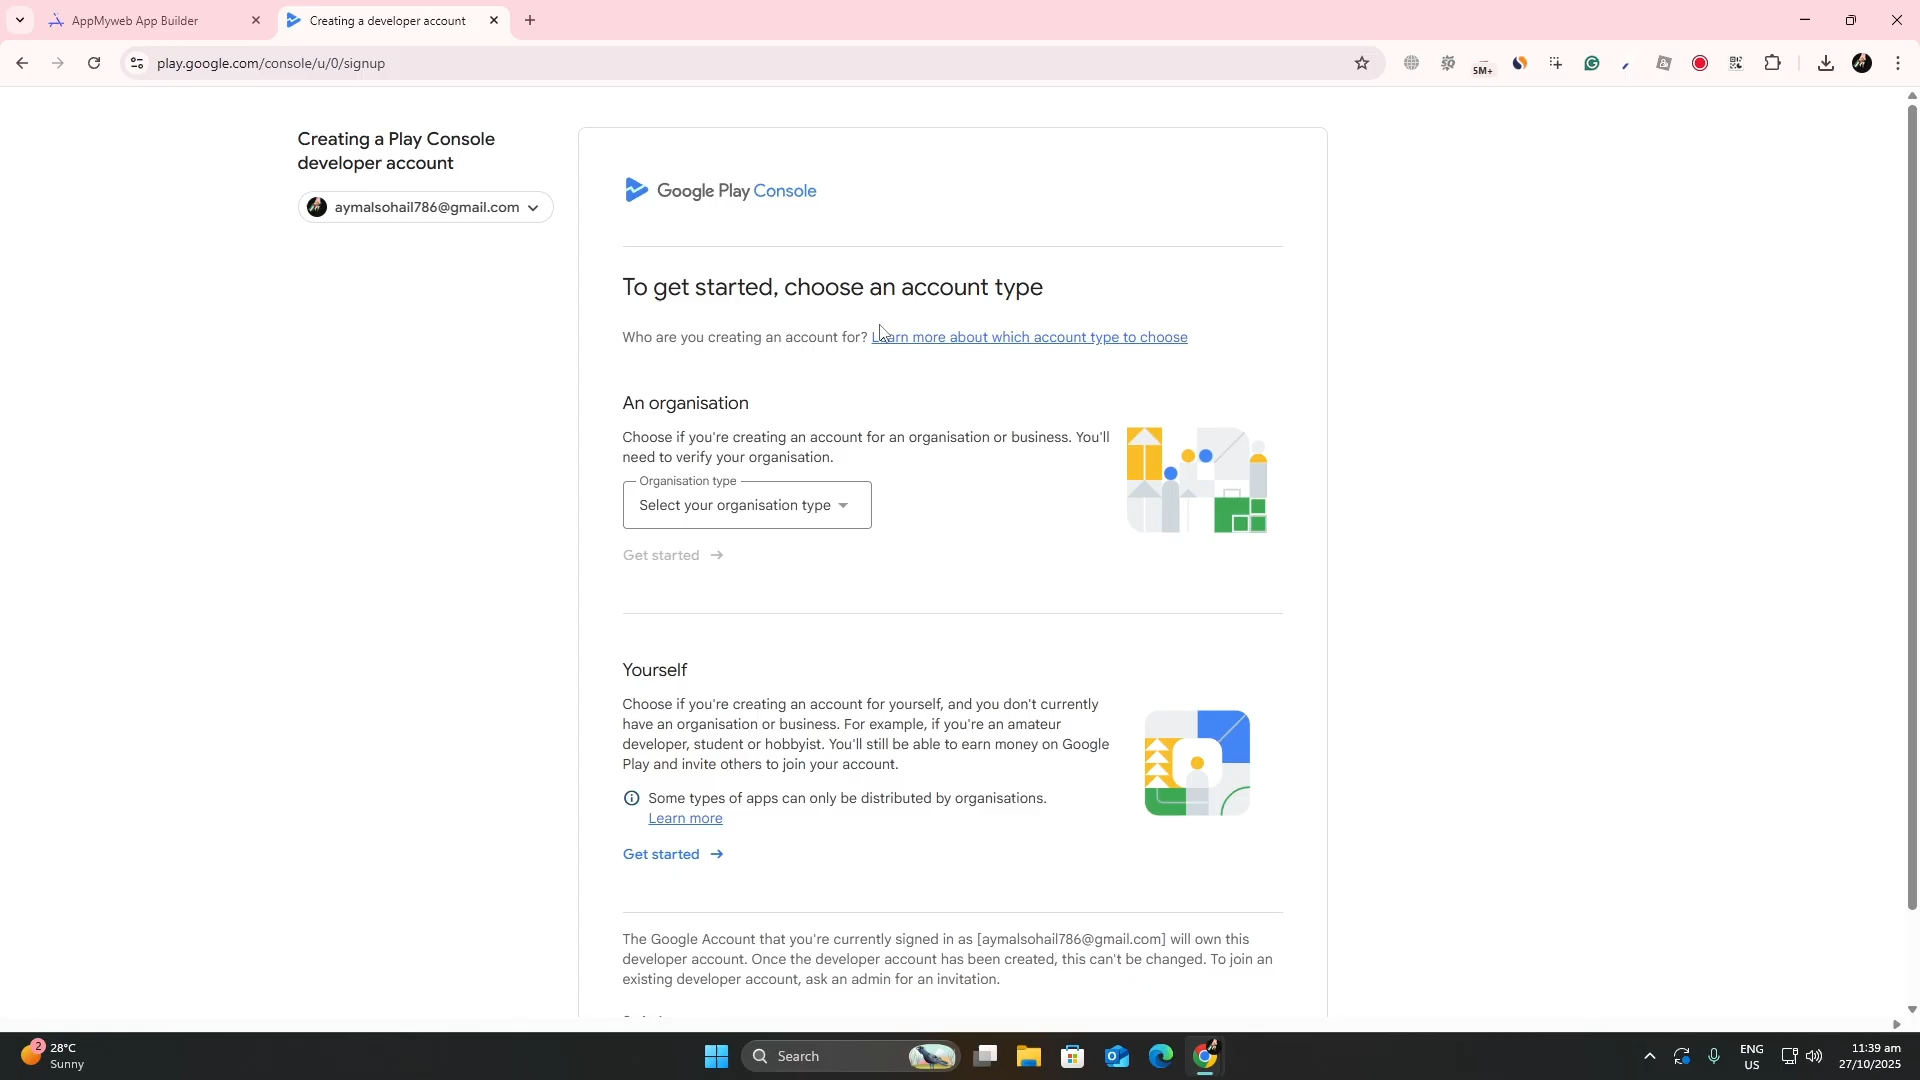 AppMyweb App Builder
Creating a developer account
play.google.com/console/u/0/signup
5M+
Creating a Play Console
developer account
aymalsohail786@gmail.com
Google Play Console
To get started, choose an account type
Who are you creating an account for? Learn more about which account type to choose
An organisation
Choose if you're creating an account for an organisation or business. You'll
need to verify your organisation.
Organisation type
Select your organisation type
Get started
Yourself
Choose if you're creating an account for yourself, and you don't currently
have an organisation or business. For example, if you're an amateur
developer, student or hobbyist. You'll still be able to earn money on Google
Play and invite others to join your account.
Some types of apps can only be distributed by organisations.
Learn more
Get started
The Google Account that you're currently signed in as [aymalsohail786@gmail.com] will own this
developer account. Once the developer account has been created, this can't be changed. To join an
existing developer account, ask an admin for an invitation.
2
28°C
Sunny
Search
ENG
US
11:39 am
27/10/2025